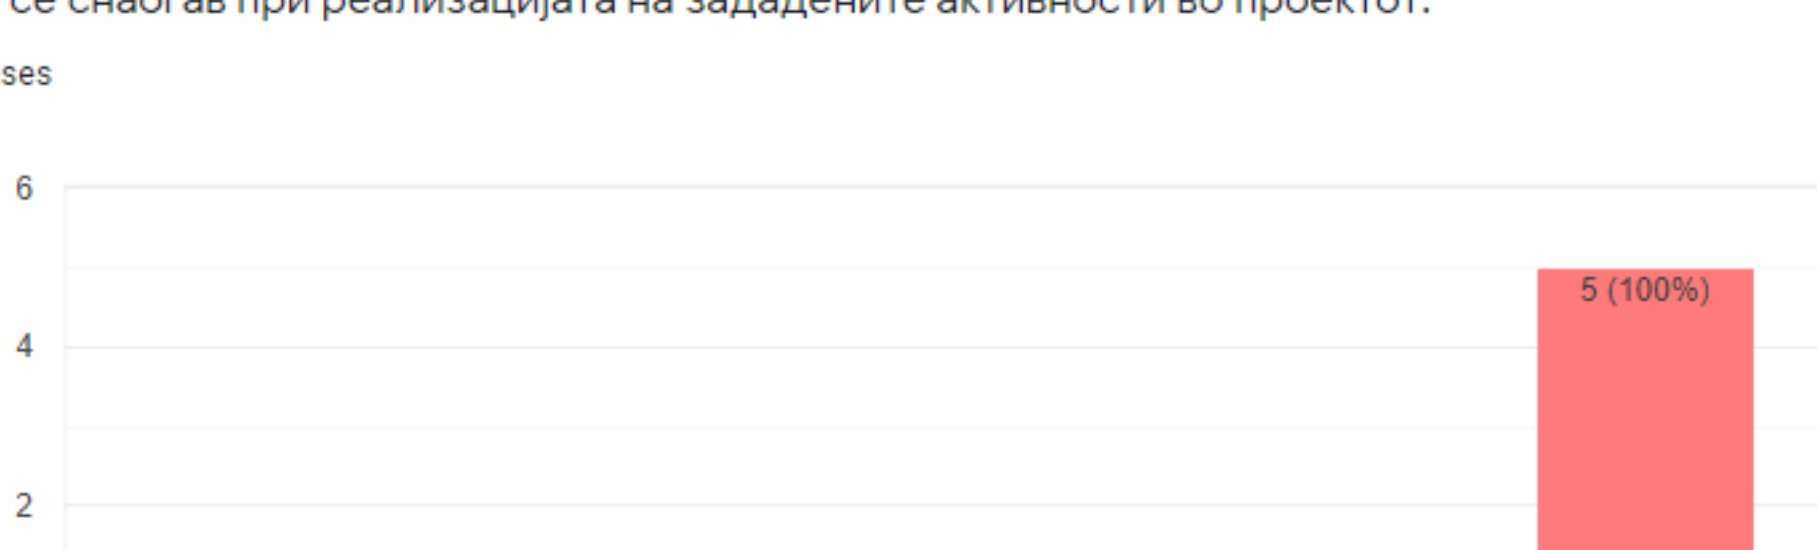 се снаоѓав при реализацијата на зададените активности во проектот.
ses
6
5 (100%)
4
2